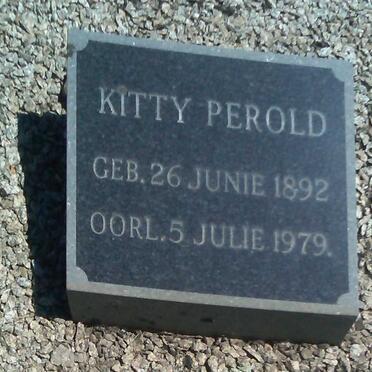 KITTY PEROLD
GEB. 26 JUNIE 1892
OORL. 5 JULIE 1979.